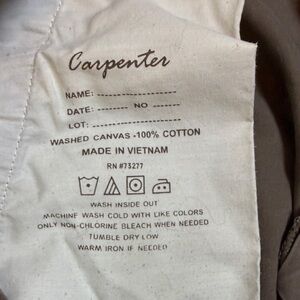 Carpenter
NAME: --------------------
DATE: -------- NO --------
LOT: ----------------------
WASHED CANVAS -100% COTTON
MADE IN VIETNAM
RN #73277
WASH INSIDE OUT
MACHINE WASH COLD WITH LIKE COLORS
ONLY NON-CHLORINE BLEACH WHEN NEEDED
TUMBLE DRY LOW
WARM IRON IF NEEDED